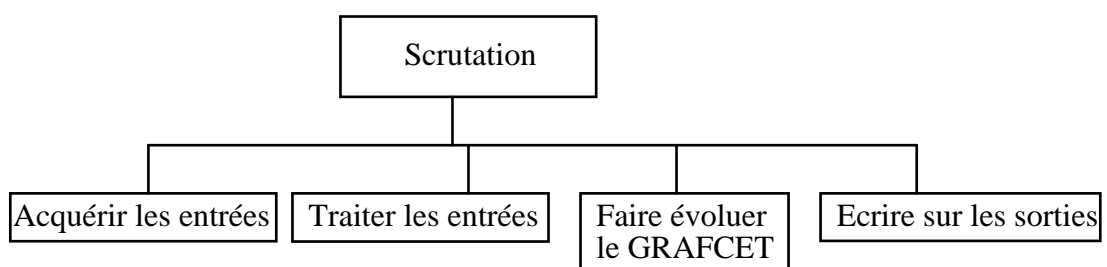 Scrutation
Acquérir les entrées
Traiter les entrées
Faire évoluer
le GRAFCET
Ecrire sur les sorties